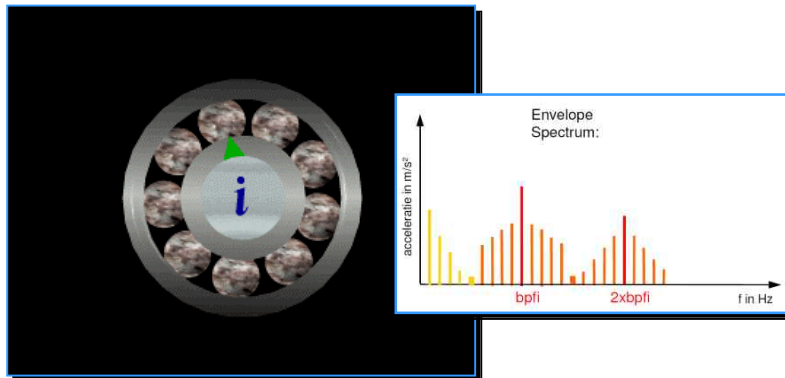 i
Envelope
Spectrum:
acceleratie in m/s²
bpfi
2xbpfi
f in Hz